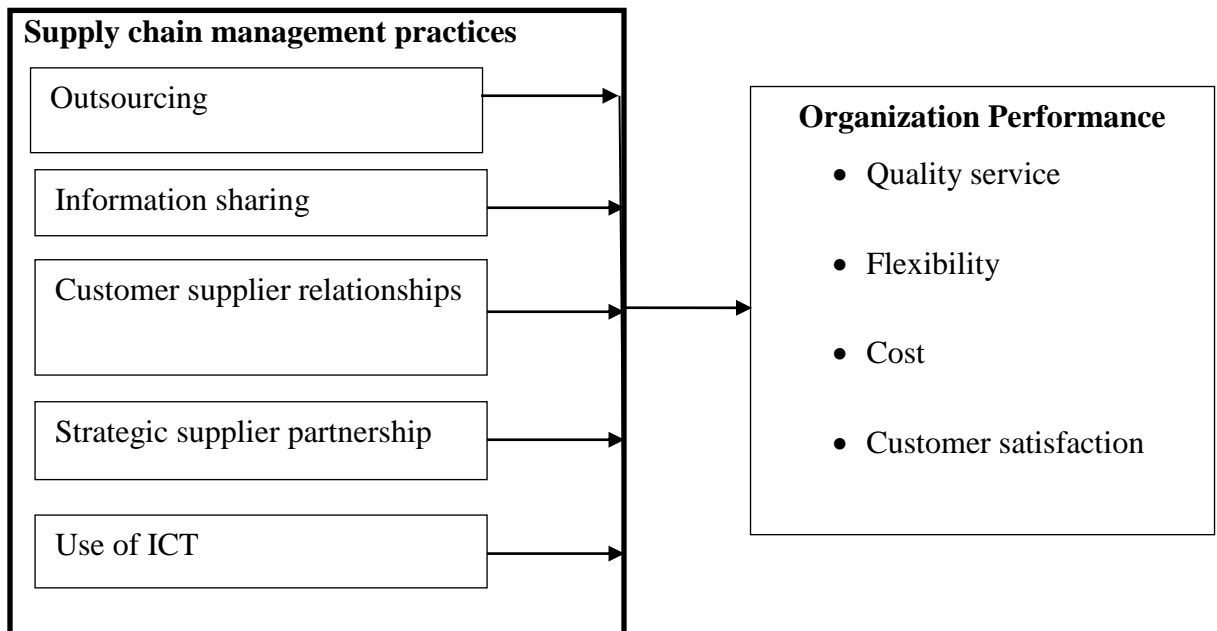 Supply chain management practices
Outsourcing
Information sharing
Customer supplier relationships
Strategic supplier partnership
Use of ICT
Organization Performance
• Quality service
• Flexibility
• Cost
• Customer satisfaction